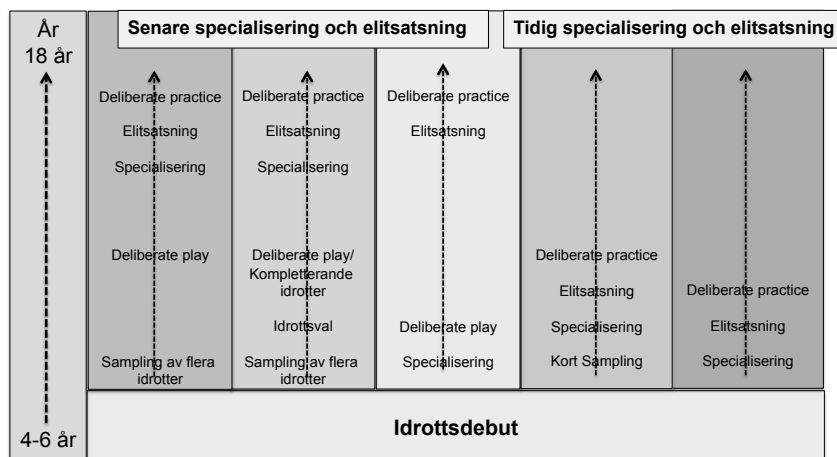 År
18 år
Senare specialisering och elitsatsning
Tidig specialisering och elitsatsning
Deliberate practice
Elitsatsning
Specialisering
Deliberate play
Sampling av flera
idrotter
Deliberate practice
Elitsatsning
Specialisering
Deliberate play/
Kompletterande
idrotter
Idrottsval
Sampling av flera
idrotter
Deliberate practice
Elitsatsning
Deliberate play
Specialisering
Deliberate practice
Elitsatsning
Specialisering
Kort Sampling
Deliberate practice
Elitsatsning
Specialisering
4-6 år
Idrottsdebut